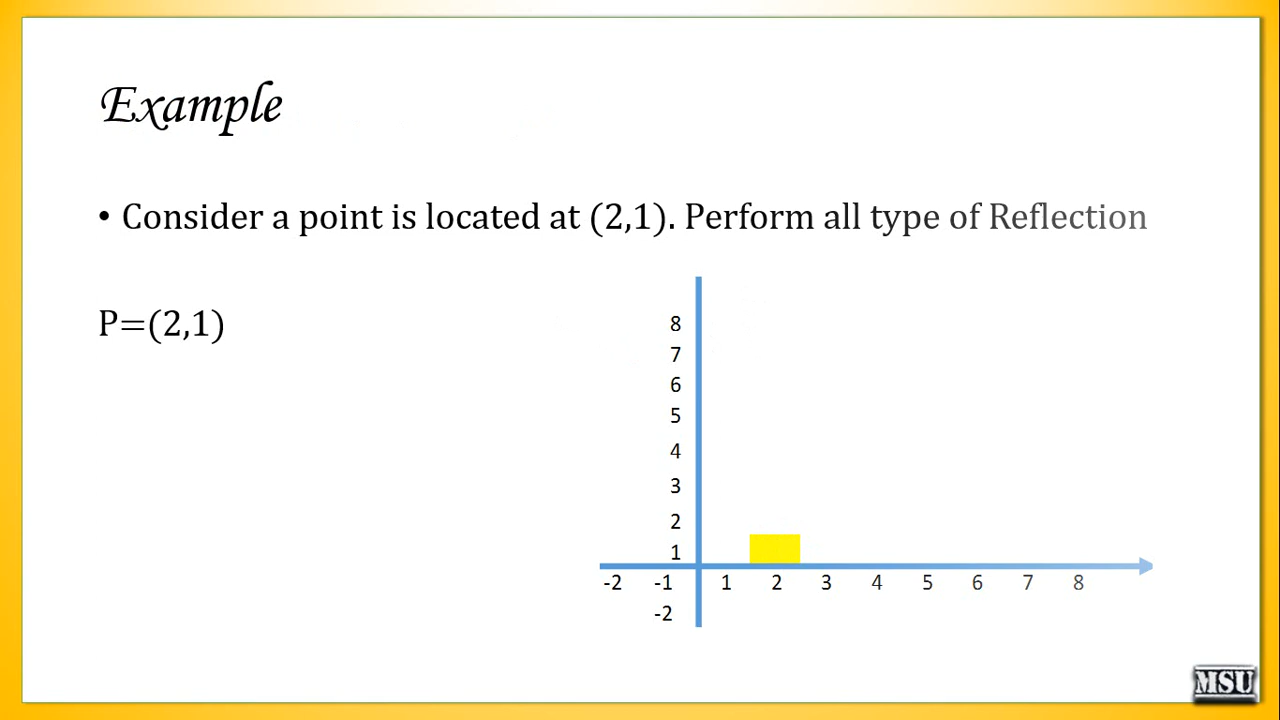 Example
• Consider a point is located at (2,1). Perform all type of Reflection
P=(2,1)
8
7
6
5
4
3
2
1
-2 -1 1 2 3 4 5 6 7 8
-2
MSU